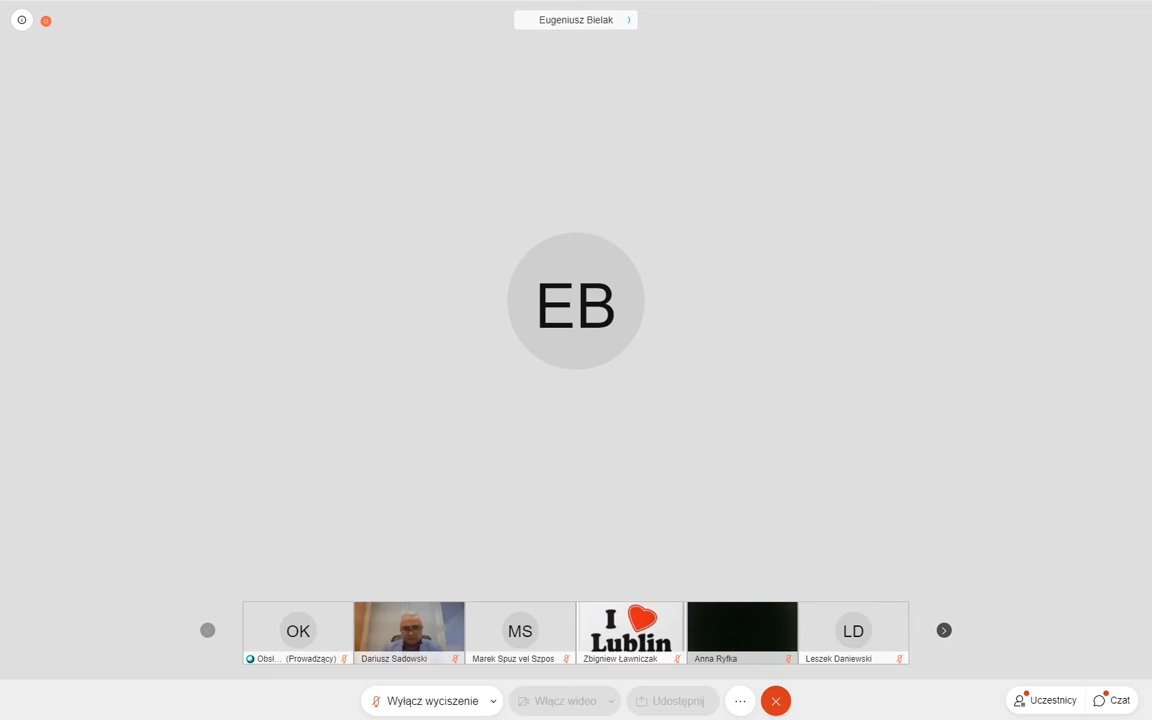 Eugeniusz Bielak
EB
OK
MS
I
Lublin
LD
Obsł... (Prowadzący)
Dariusz Sadowski
Marek Spuz vel Szpos
Zbigniew Ławniczak
Anna Ryfka
Leszek Daniewski
Wyłącz wyciszenie
Włącz wideo
Udostępnij
Uczestnicy
Czat